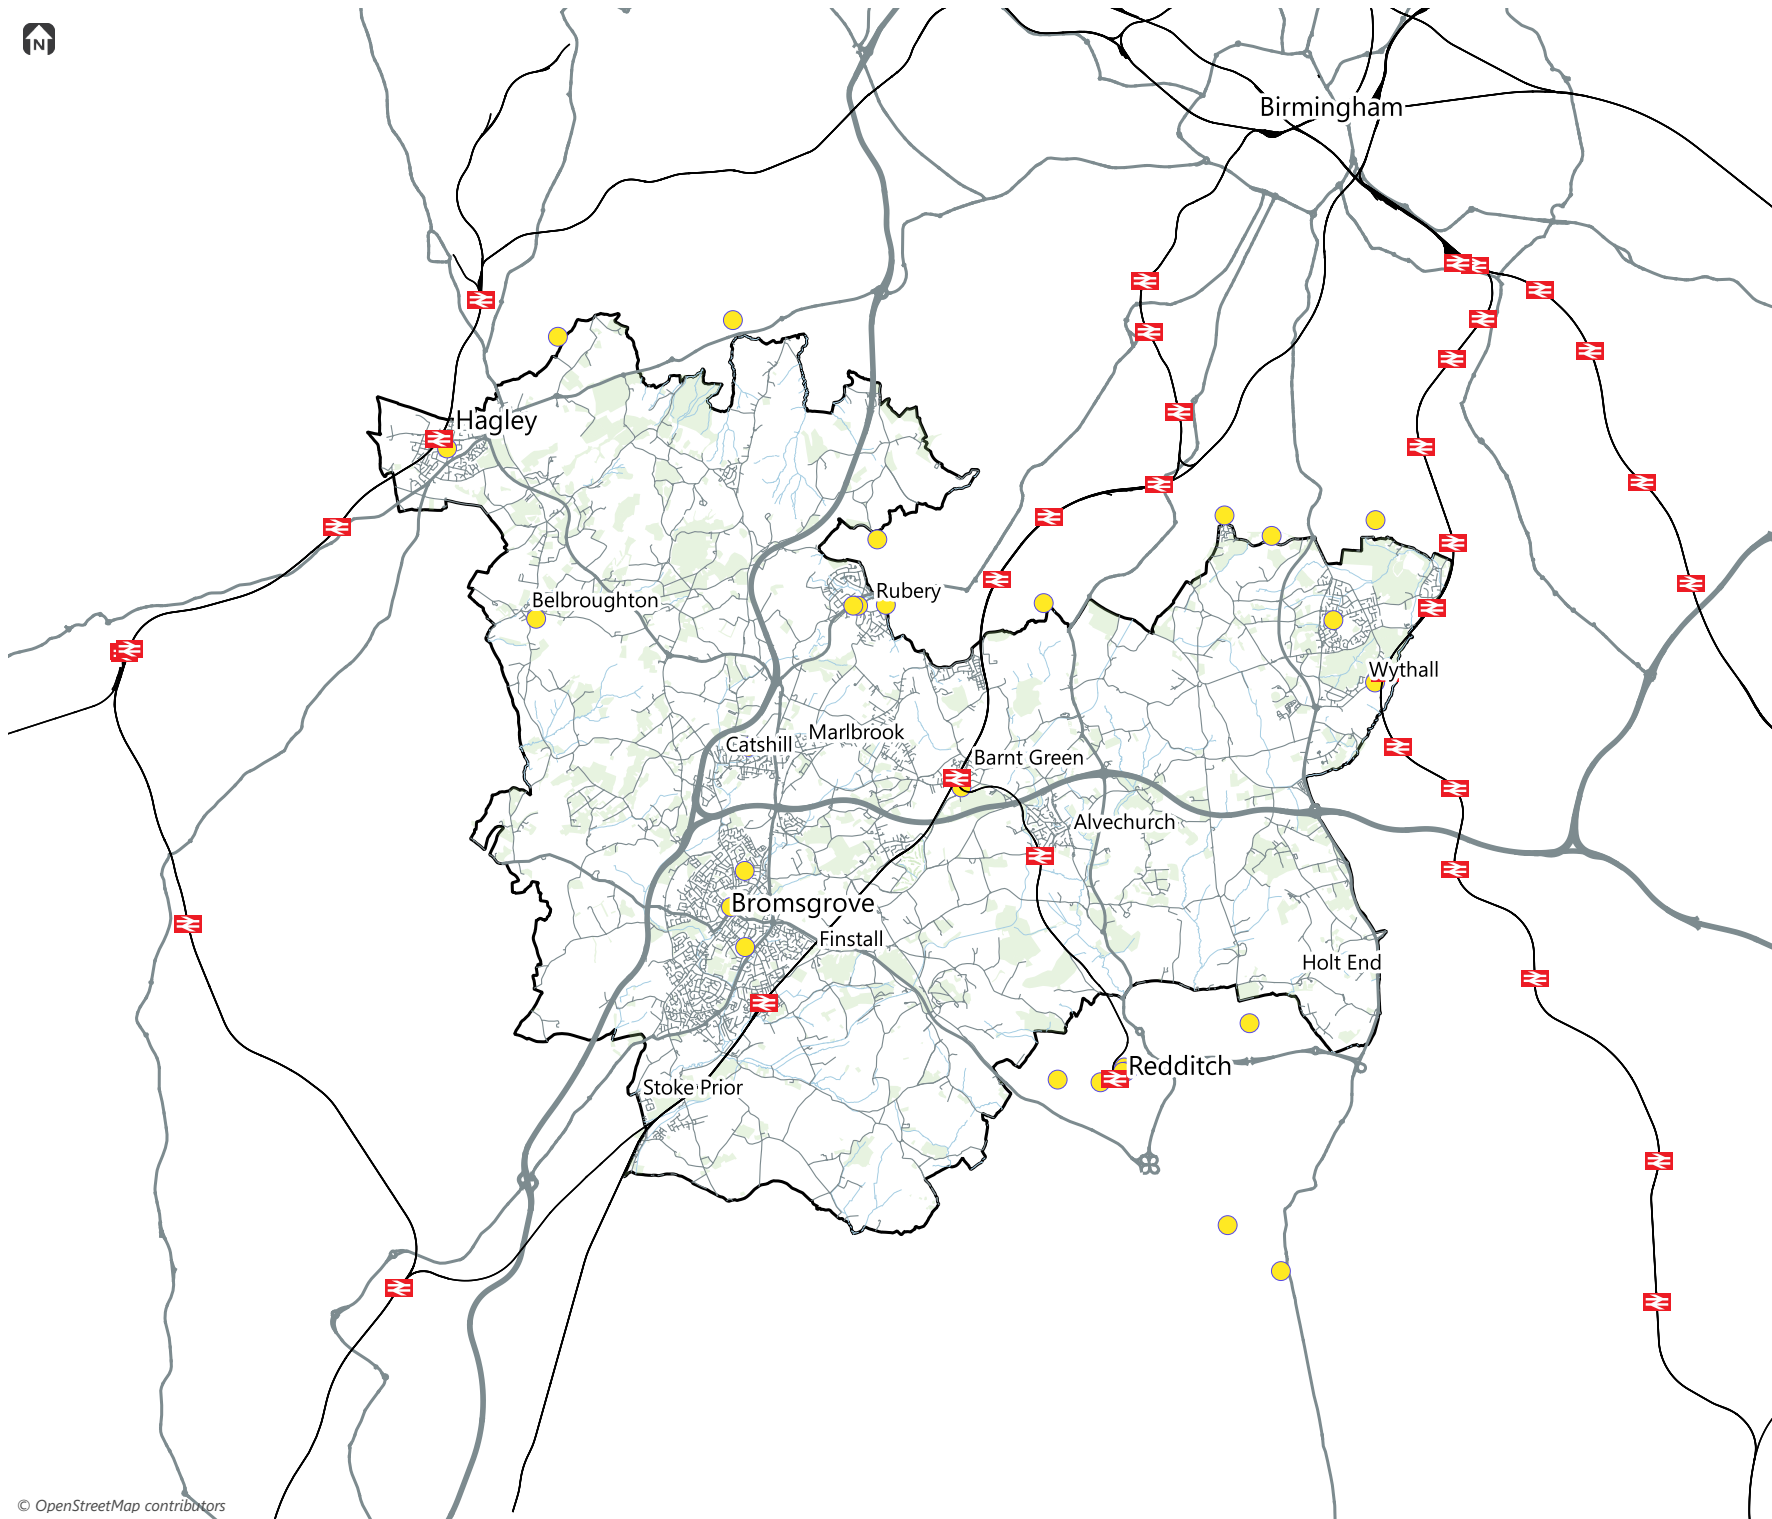 N
Birmingham
Hagley
Rubery
Belbroughton
Wythall
Marlbrook
Catshill
Barnt Green
Alvechurch
Bromsgrove
Finstall
Holt End
Redditch
Stoke Prior
© OpenStreetMap contributors